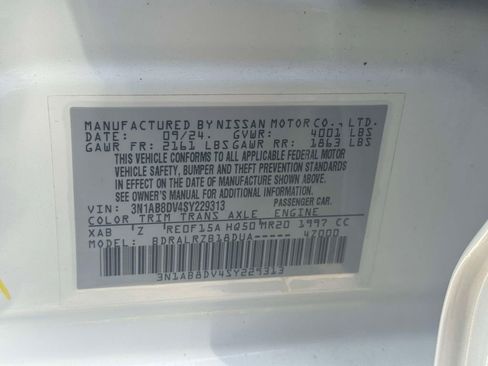 MANUFACTURED BY NISSAN MOTOR CO., LTD.
DATE: 09/24. GVWR: 4001 LBS
GAWR FR: 2161 LBS GAWR RR: 1863 LBS
THIS VEHICLE CONFORMS TO ALL APPLICABLE FEDERAL MOTOR
VEHICLE SAFETY, BUMPER AND THEFT PREVENTION STANDARDS
IN EFFECT ON THE DATE OF MANUFACTURE SHOWN ABOVE.
SEE OWNER'S MANUAL FOR ADDITIONAL INFORMATION.
VIN: 3N1AB8DV4SY229313 PASSENGER CAR.
COLOR TRIM TRANS AXLE ENGINE
XAB 'Z 'RE0F15A HQ50 MR20 1997 CC
MODEL: BDRALRZB18DUA----- 47000
3N1AB8DV4SY229313